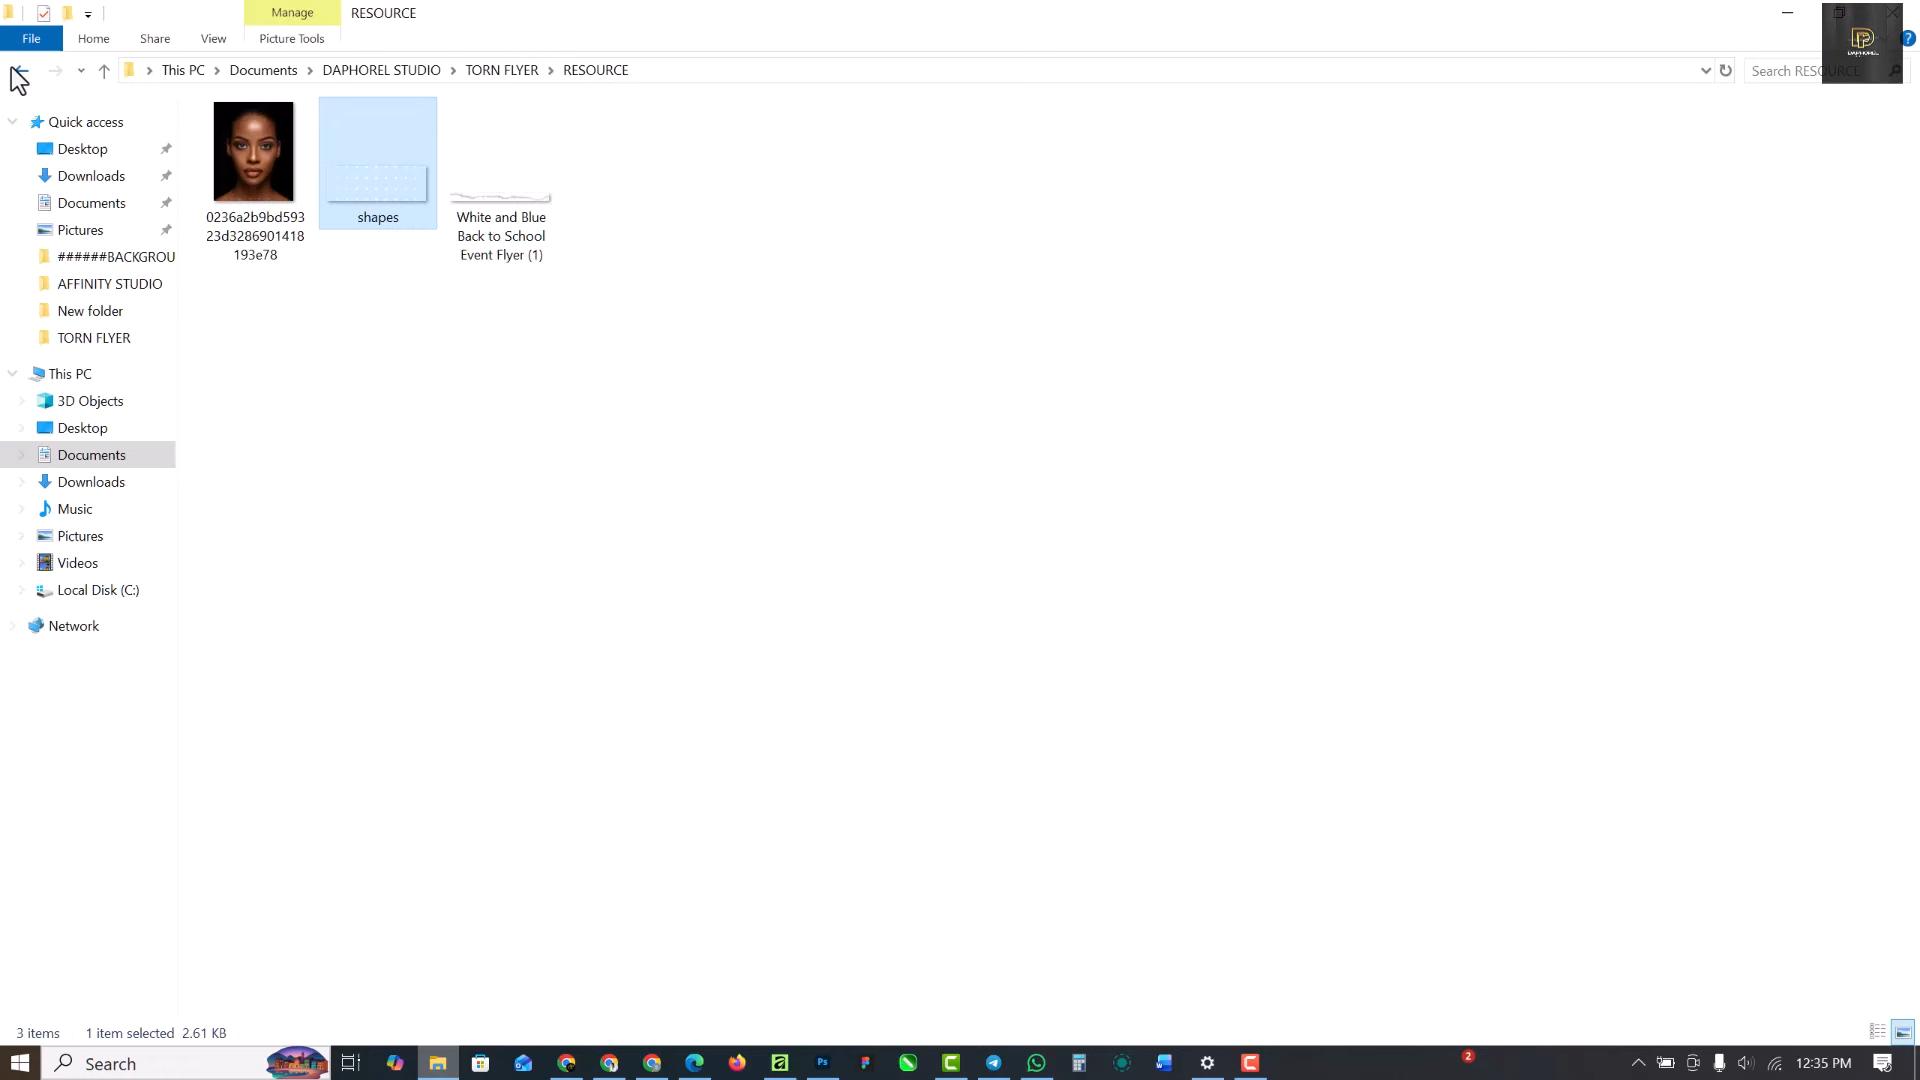 Manage
RESOURCE
File
Home
Share
View
Picture Tools
This PC
Documents
DAPHOREL STUDIO
TORN FLYER
RESOURCE
Search RESOURCE
Quick access
Desktop
Downloads
Documents
Pictures
######BACKGROU
AFFINITY STUDIO
New folder
TORN FLYER
This PC
3D Objects
Desktop
Documents
Downloads
Music
Pictures
Videos
Local Disk (C:)
Network
0236a2b9bd593
23d3286901418
193e78
shapes
White and Blue
Back to School
Event Flyer (1)
DAPHOREL
3 items 1 item selected 2.61 KB
Search
Ps
2
12:35 PM